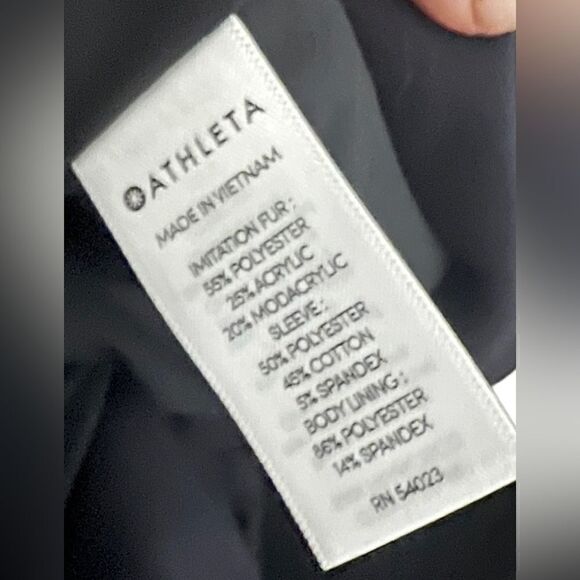 ATHLETA
MADE IN VIETNAM
IMITATION FUR :
55% POLYESTER
25% ACRYLIC
20% MODACRYLIC
SLEEVE :
50% POLYESTER
45% COTTON
5% SPANDEX
BODY LINING :
86% POLYESTER
14% SPANDEX
RN 54023